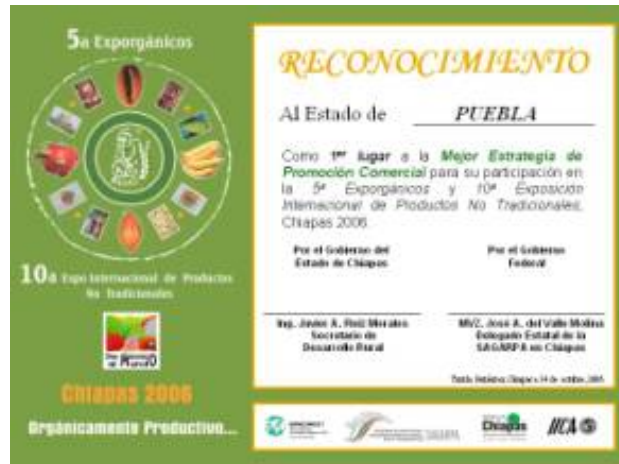 5a Exporgánicos
10a Expo Internacional de Productos
No Tradicionales
Chiapas 2006
Orgánicamente Productivo...
RECONOCIMIENTO
Al Estado de PUEBLA
Como 1er lugar a la Mejor Estrategia de
Promoción Comercial para su participación en
la 5ª Exporgánicos y 10ª Exposición
Internacional de Productos No Tradicionales,
Chiapas 2006
Por el Gobierno del
Estado de Chiapas
Por el Gobierno
Federal
Ing. Javier A. Ruiz Morales
Secretario de
Desarrollo Rural
MVZ. José A. del Valle Molina
Delegado Estatal de la
SAGARPA en Chiapas
Chiapas
IICA